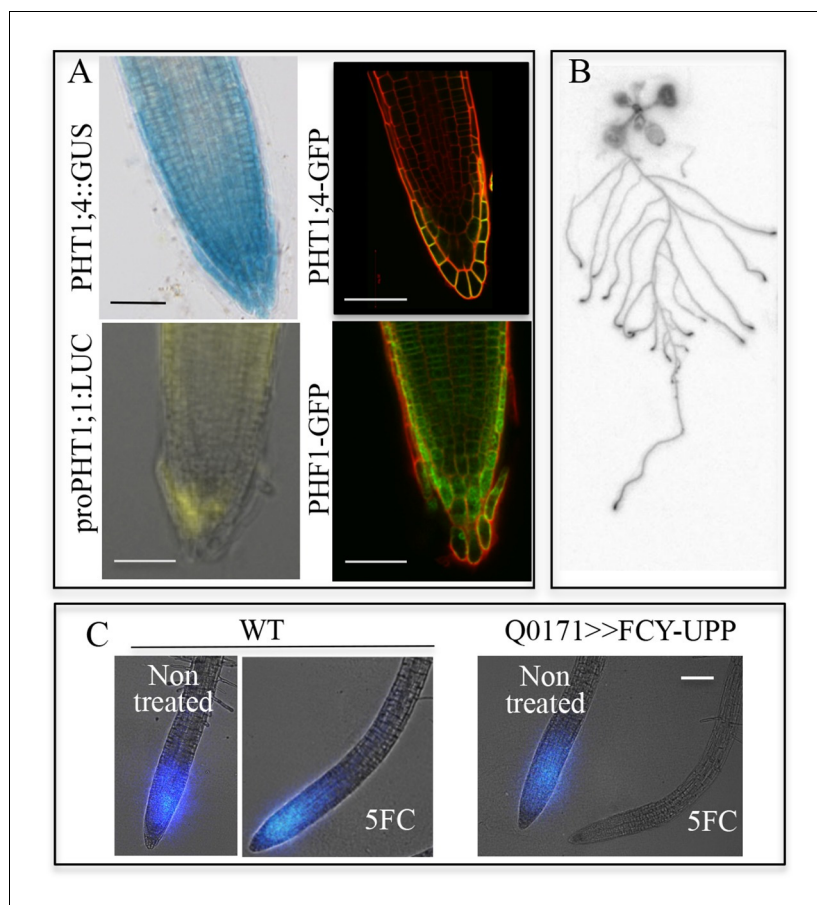 A
PHT1;4::GUS
PHT1;4-GFP
proPHT1;1:LUC
PHF1-GFP
B
C
WT
Q0171>>FCY-UPP
Non
treated
5FC
Non
treated
5FC